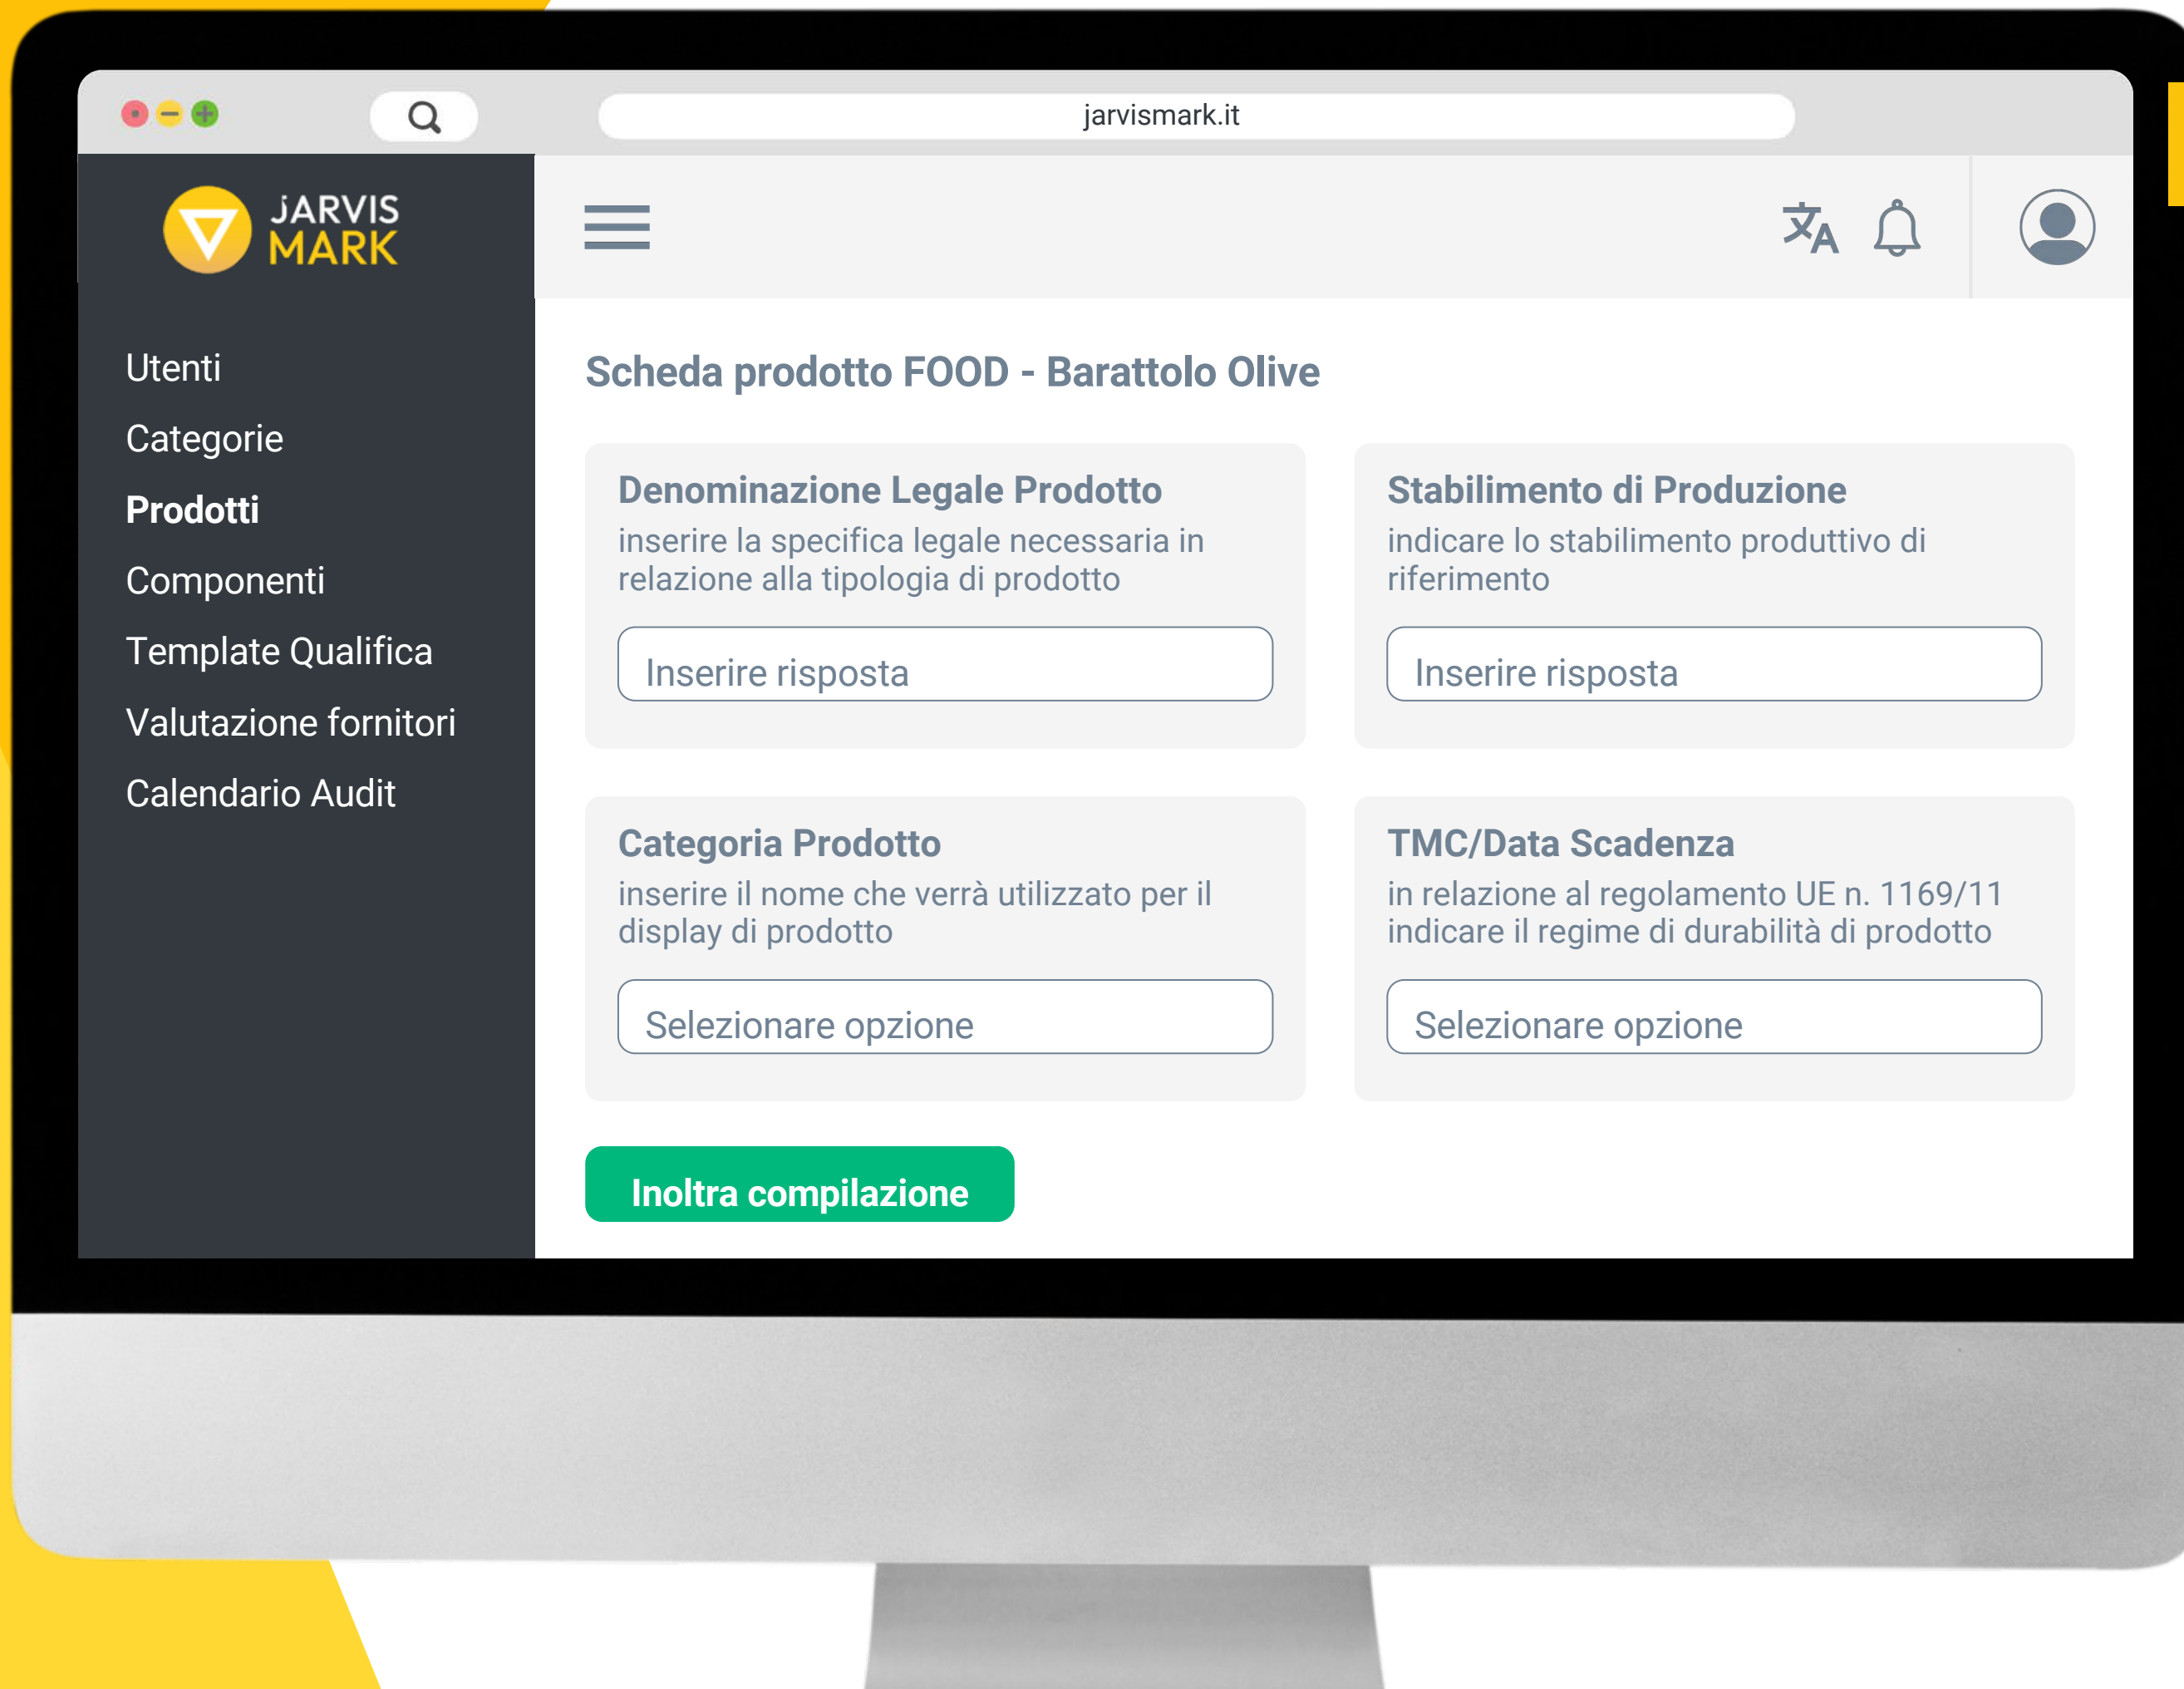 jarvismark.it
JARVIS
MARK
Utenti
Categorie
Prodotti
Componenti
Template Qualifica
Valutazione fornitori
Calendario Audit
Scheda prodotto FOOD - Barattolo Olive
Denominazione Legale Prodotto
inserire la specifica legale necessaria in
relazione alla tipologia di prodotto
Inserire risposta
Stabilimento di Produzione
indicare lo stabilimento produttivo di
riferimento
Inserire risposta
Categoria Prodotto
inserire il nome che verrà utilizzato per il
display di prodotto
Selezionare opzione
TMC/Data Scadenza
in relazione al regolamento UE n. 1169/11
indicare il regime di durabilità di prodotto
Selezionare opzione
Inoltra compilazione